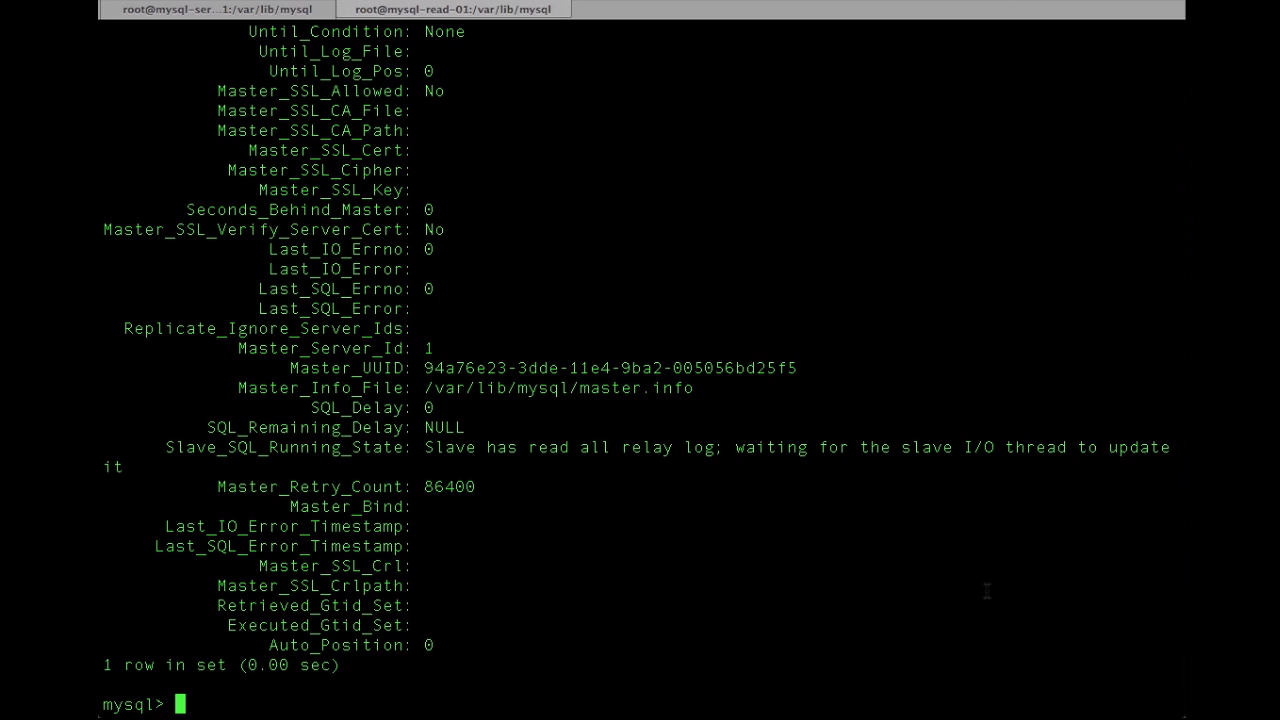 root@mysql-ser...1:/var/lib/mysql root@mysql-read-01:/var/lib/mysql
Until_Condition: None
Until_Log_File:
Until_Log_Pos: 0
Master_SSL_Allowed: No
Master_SSL_CA_File:
Master_SSL_CA_Path:
Master_SSL_Cert:
Master_SSL_Cipher:
Master_SSL_Key:
Seconds_Behind_Master: 0
Master_SSL_Verify_Server_Cert: No
Last_IO_Errno: 0
Last_IO_Error:
Last_SQL_Errno: 0
Last_SQL_Error:
Replicate_Ignore_Server_Ids:
Master_Server_Id: 1
Master_UUID: 94a76e23-3dde-11e4-9ba2-005056bd25f5
Master_Info_File: /var/lib/mysql/master.info
SQL_Delay: 0
SQL_Remaining_Delay: NULL
Slave_SQL_Running_State: Slave has read all relay log; waiting for the slave I/O thread to update
it
Master_Retry_Count: 86400
Master_Bind:
Last_IO_Error_Timestamp:
Last_SQL_Error_Timestamp:
Master_SSL_Crl:
Master_SSL_Crlpath:
Retrieved_Gtid_Set:
Executed_Gtid_Set:
Auto_Position: 0
1 row in set (0.00 sec)
mysql>